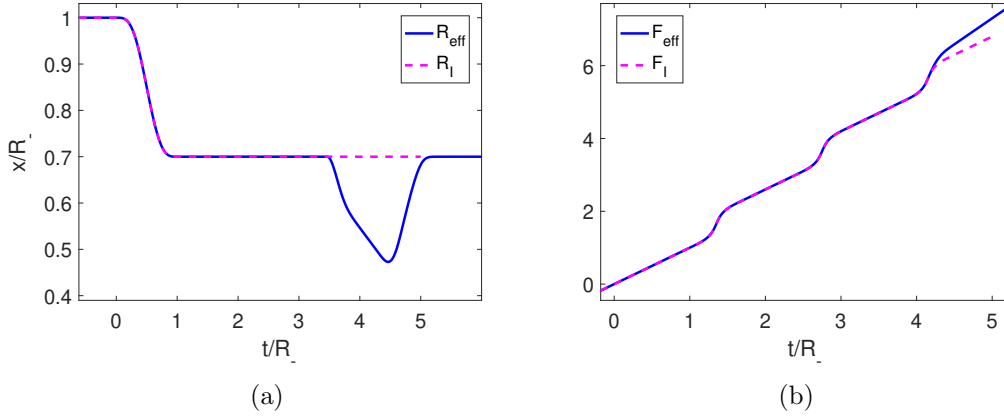 1
0.9
0.8
0.7
0.6
0.5
0.4
x/R_-
0 1 2 3 4 5
t/R_-
R_eff
R_I
(a)
6
4
2
0
0 1 2 3 4 5
t/R_-
F_eff
F_I
(b)